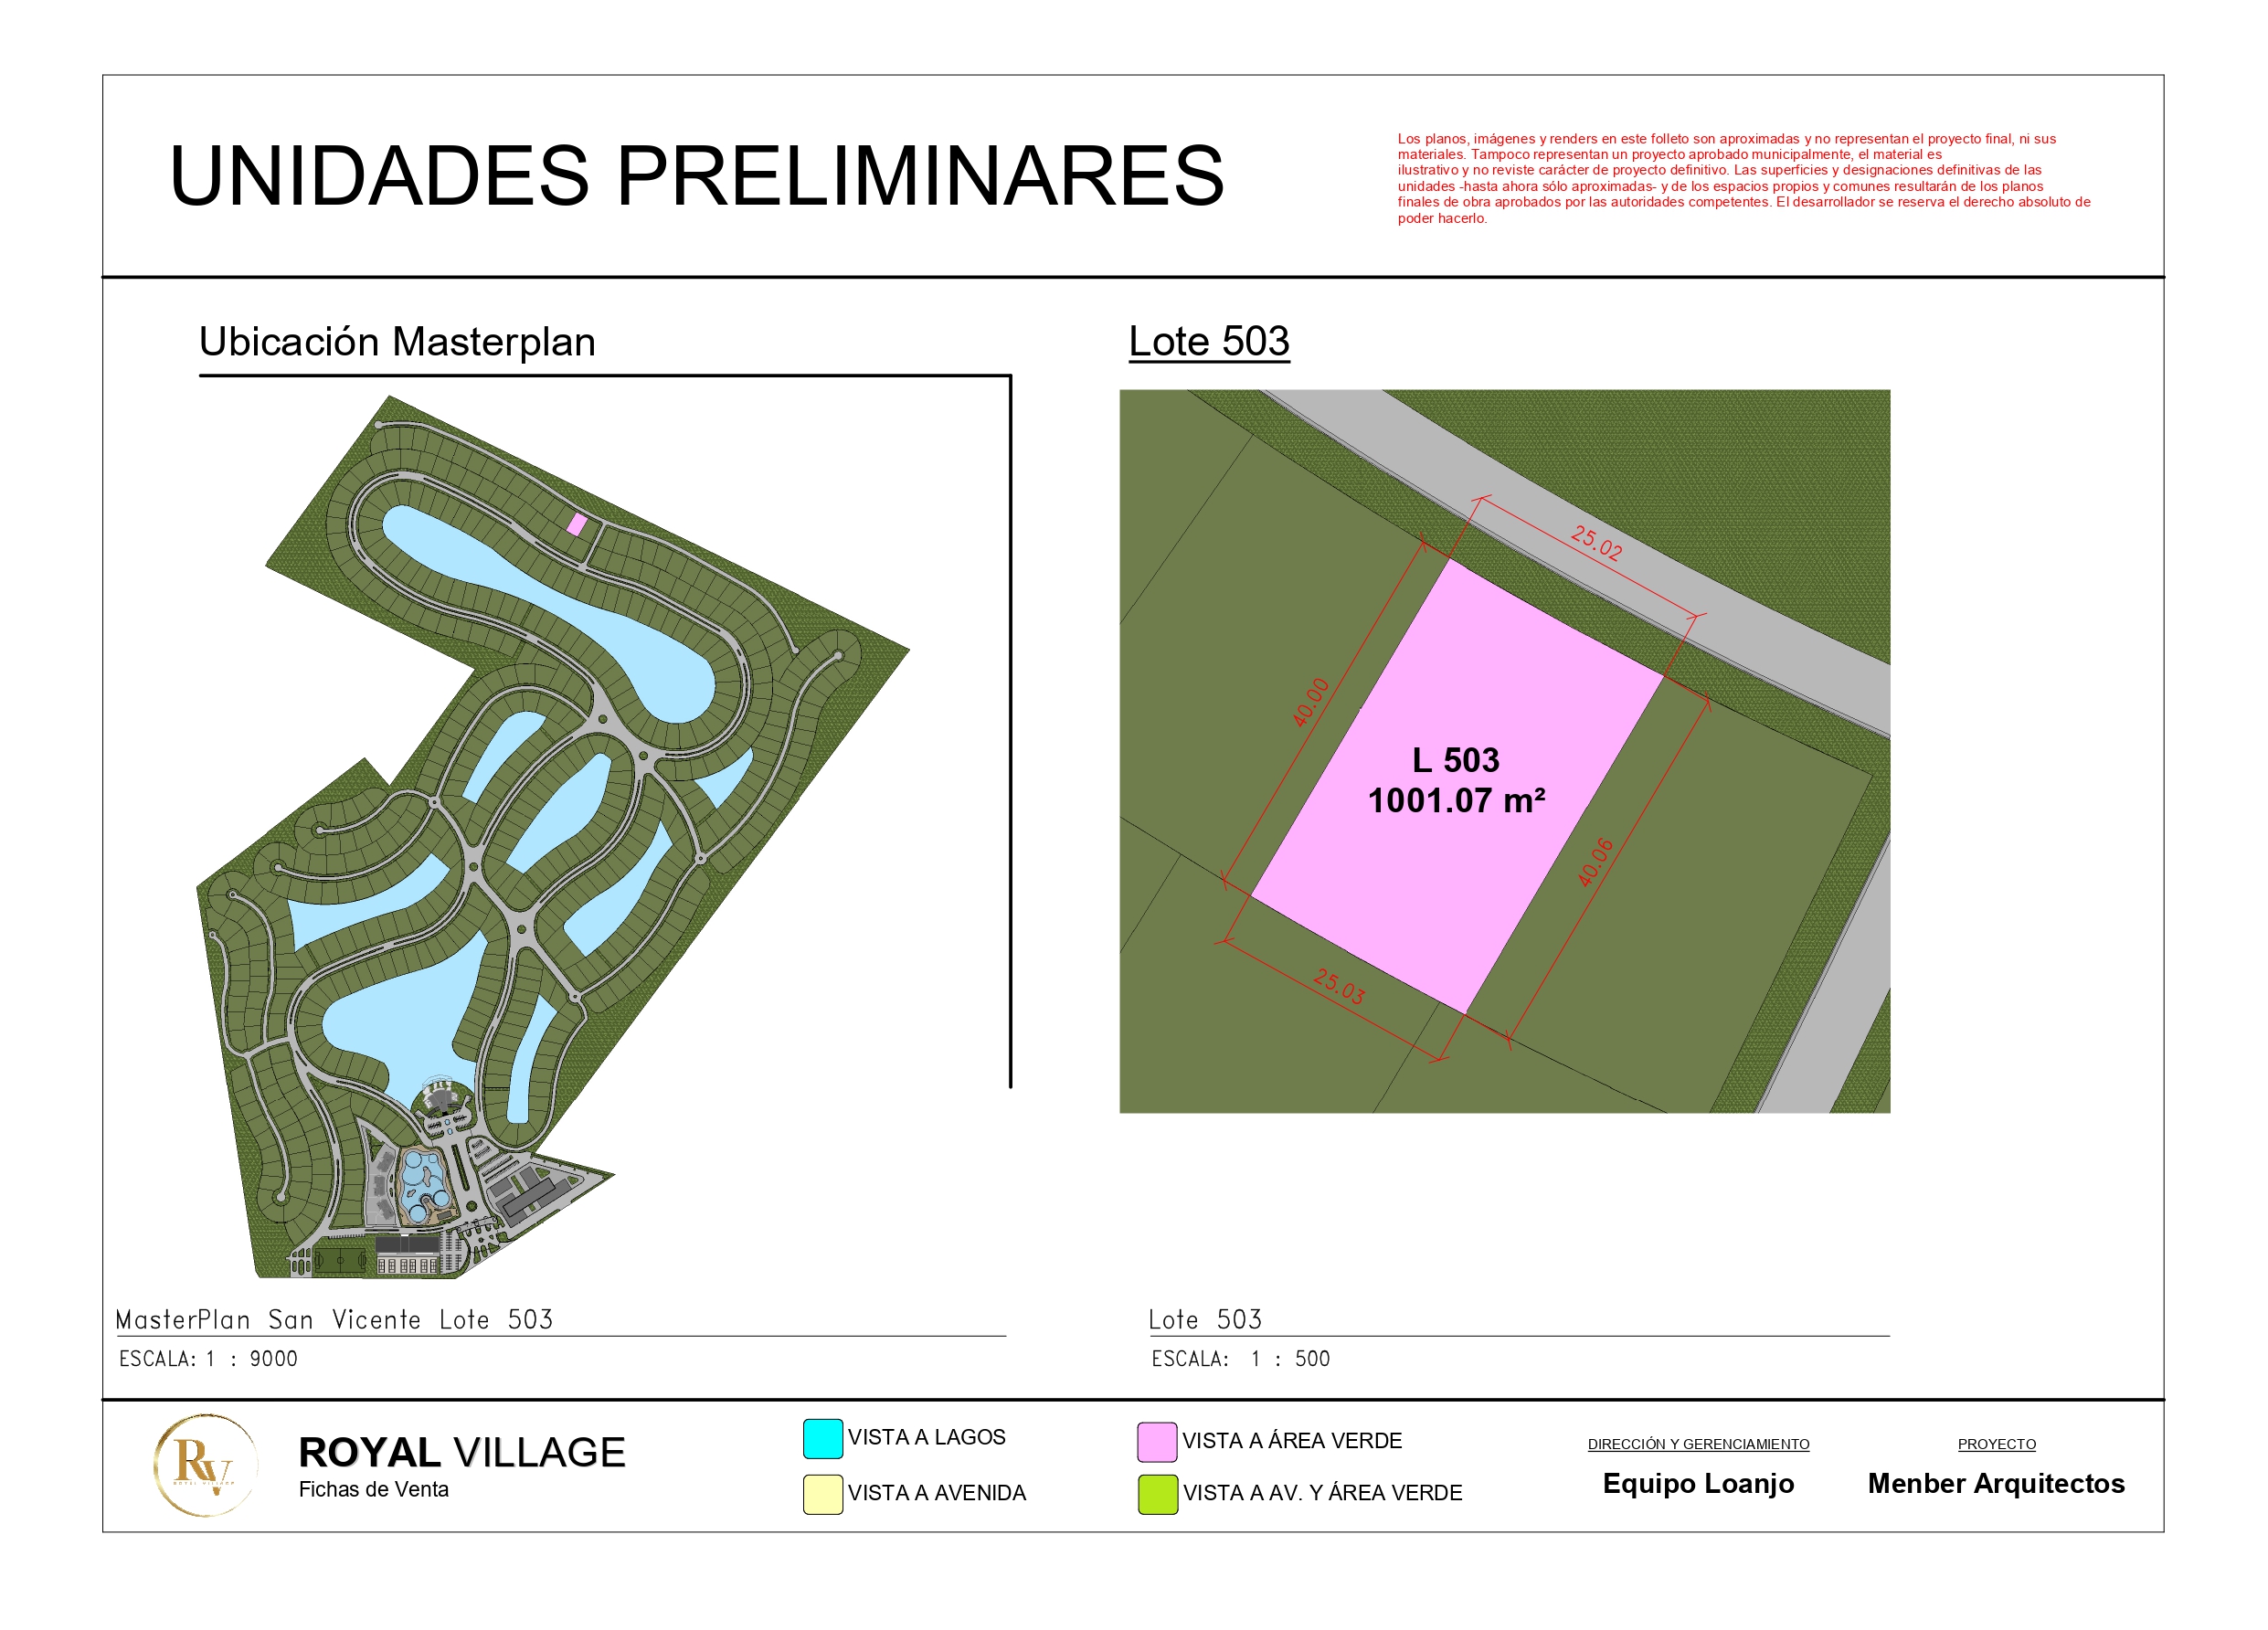 UNIDADES PRELIMINARES
Los planos, imágenes y renders en este folleto son aproximadas y no representan el proyecto final, ni sus
materiales. Tampoco representan un proyecto aprobado municipalmente, el material es
ilustrativo y no reviste carácter de proyecto definitivo. Las superficies y designaciones definitivas de las
unidades -hasta ahora sólo aproximadas- y de los espacios propios y comunes resultarán de los planos
finales de obra aprobados por las autoridades competentes. El desarrollador se reserva el derecho absoluto de
poder hacerlo.
Ubicación Masterplan
Lote 503
25.02
40.00
L 503
1001.07 m²
40.06
25.03
MasterPlan San Vicente Lote 503
ESCALA: 1 : 9000
Lote 503
ESCALA: 1 : 500
RV
ROYAL VILLAGE
ROYAL VILLAGE
Fichas de Venta
VISTA A LAGOS
VISTA A AVENIDA
VISTA A ÁREA VERDE
VISTA A AV. Y ÁREA VERDE
DIRECCIÓN Y GERENCIAMIENTO
Equipo Loanjo
PROYECTO
Menber Arquitectos